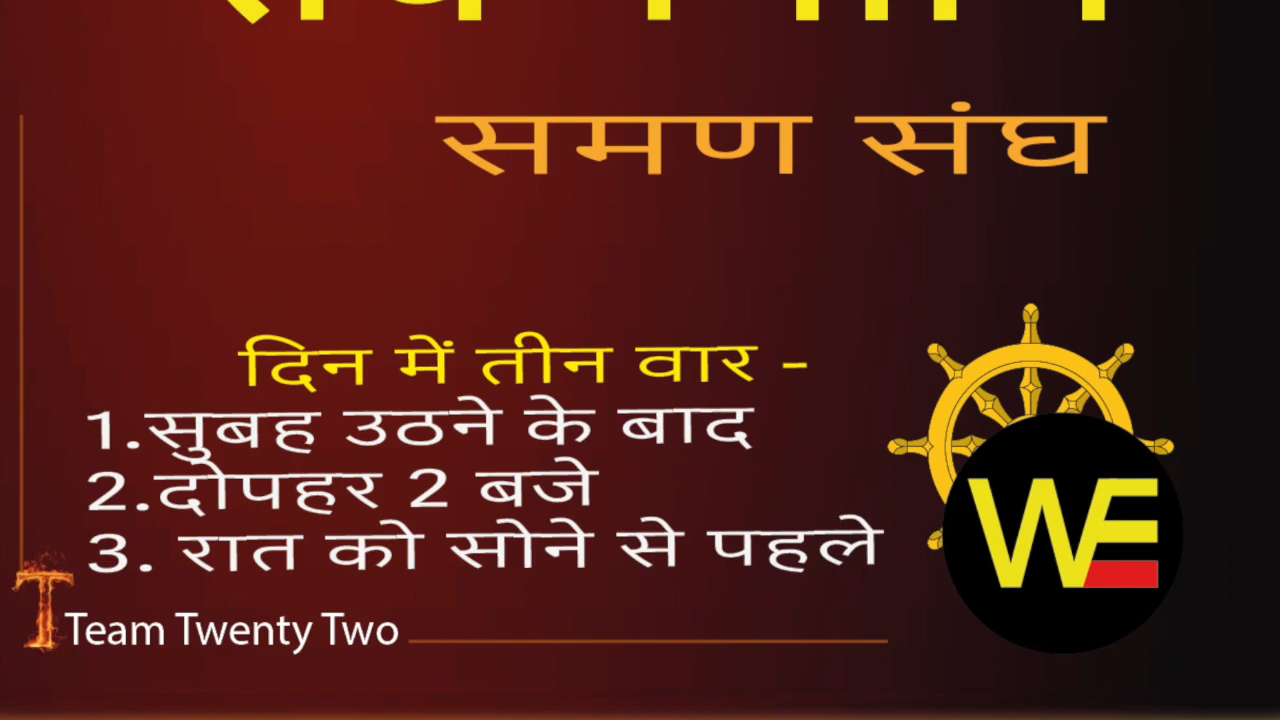 समण संघ
दिन में तीन वार -
1.सुबह उठने के बाद
2.दोपहर 2 बजे
3. रात को सोने से पहले
WE
T
Team Twenty Two